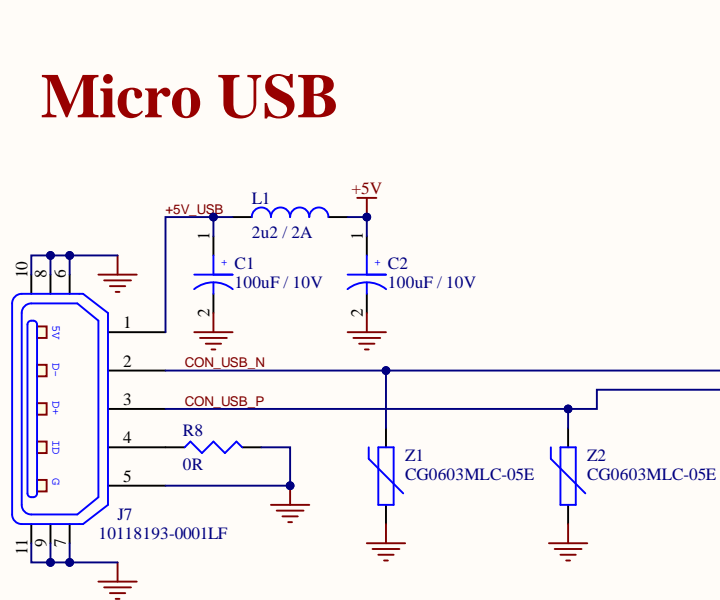 Micro USB
+5V
L1
+5V_USB
2u2 / 2A
1
1
+
C1
100uF / 10V
+
C2
100uF / 10V
10
8
6
2
2
1
5V
2
CON_USB_N
D-
3
CON_USB_P
D+
4
R8
ID
0R
Z1
CG0603MLC-05E
Z2
CG0603MLC-05E
5
G
J7
10118193-0001LF
11
9
7